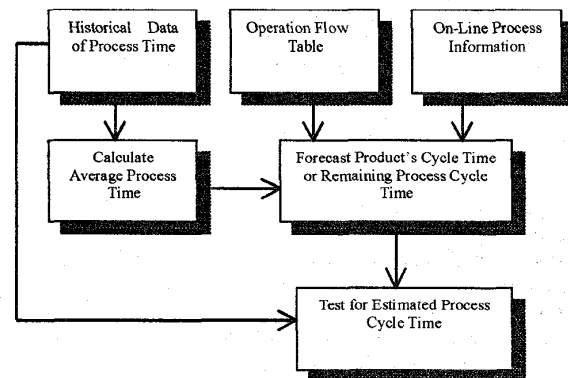 Historical Data
of Process Time
Operation Flow
Table
On-Line Process
Information
Calculate
Average Process
Time
Forecast Product's Cycle Time
or Remaining Process Cycle
Time
Test for Estimated Process
Cycle Time